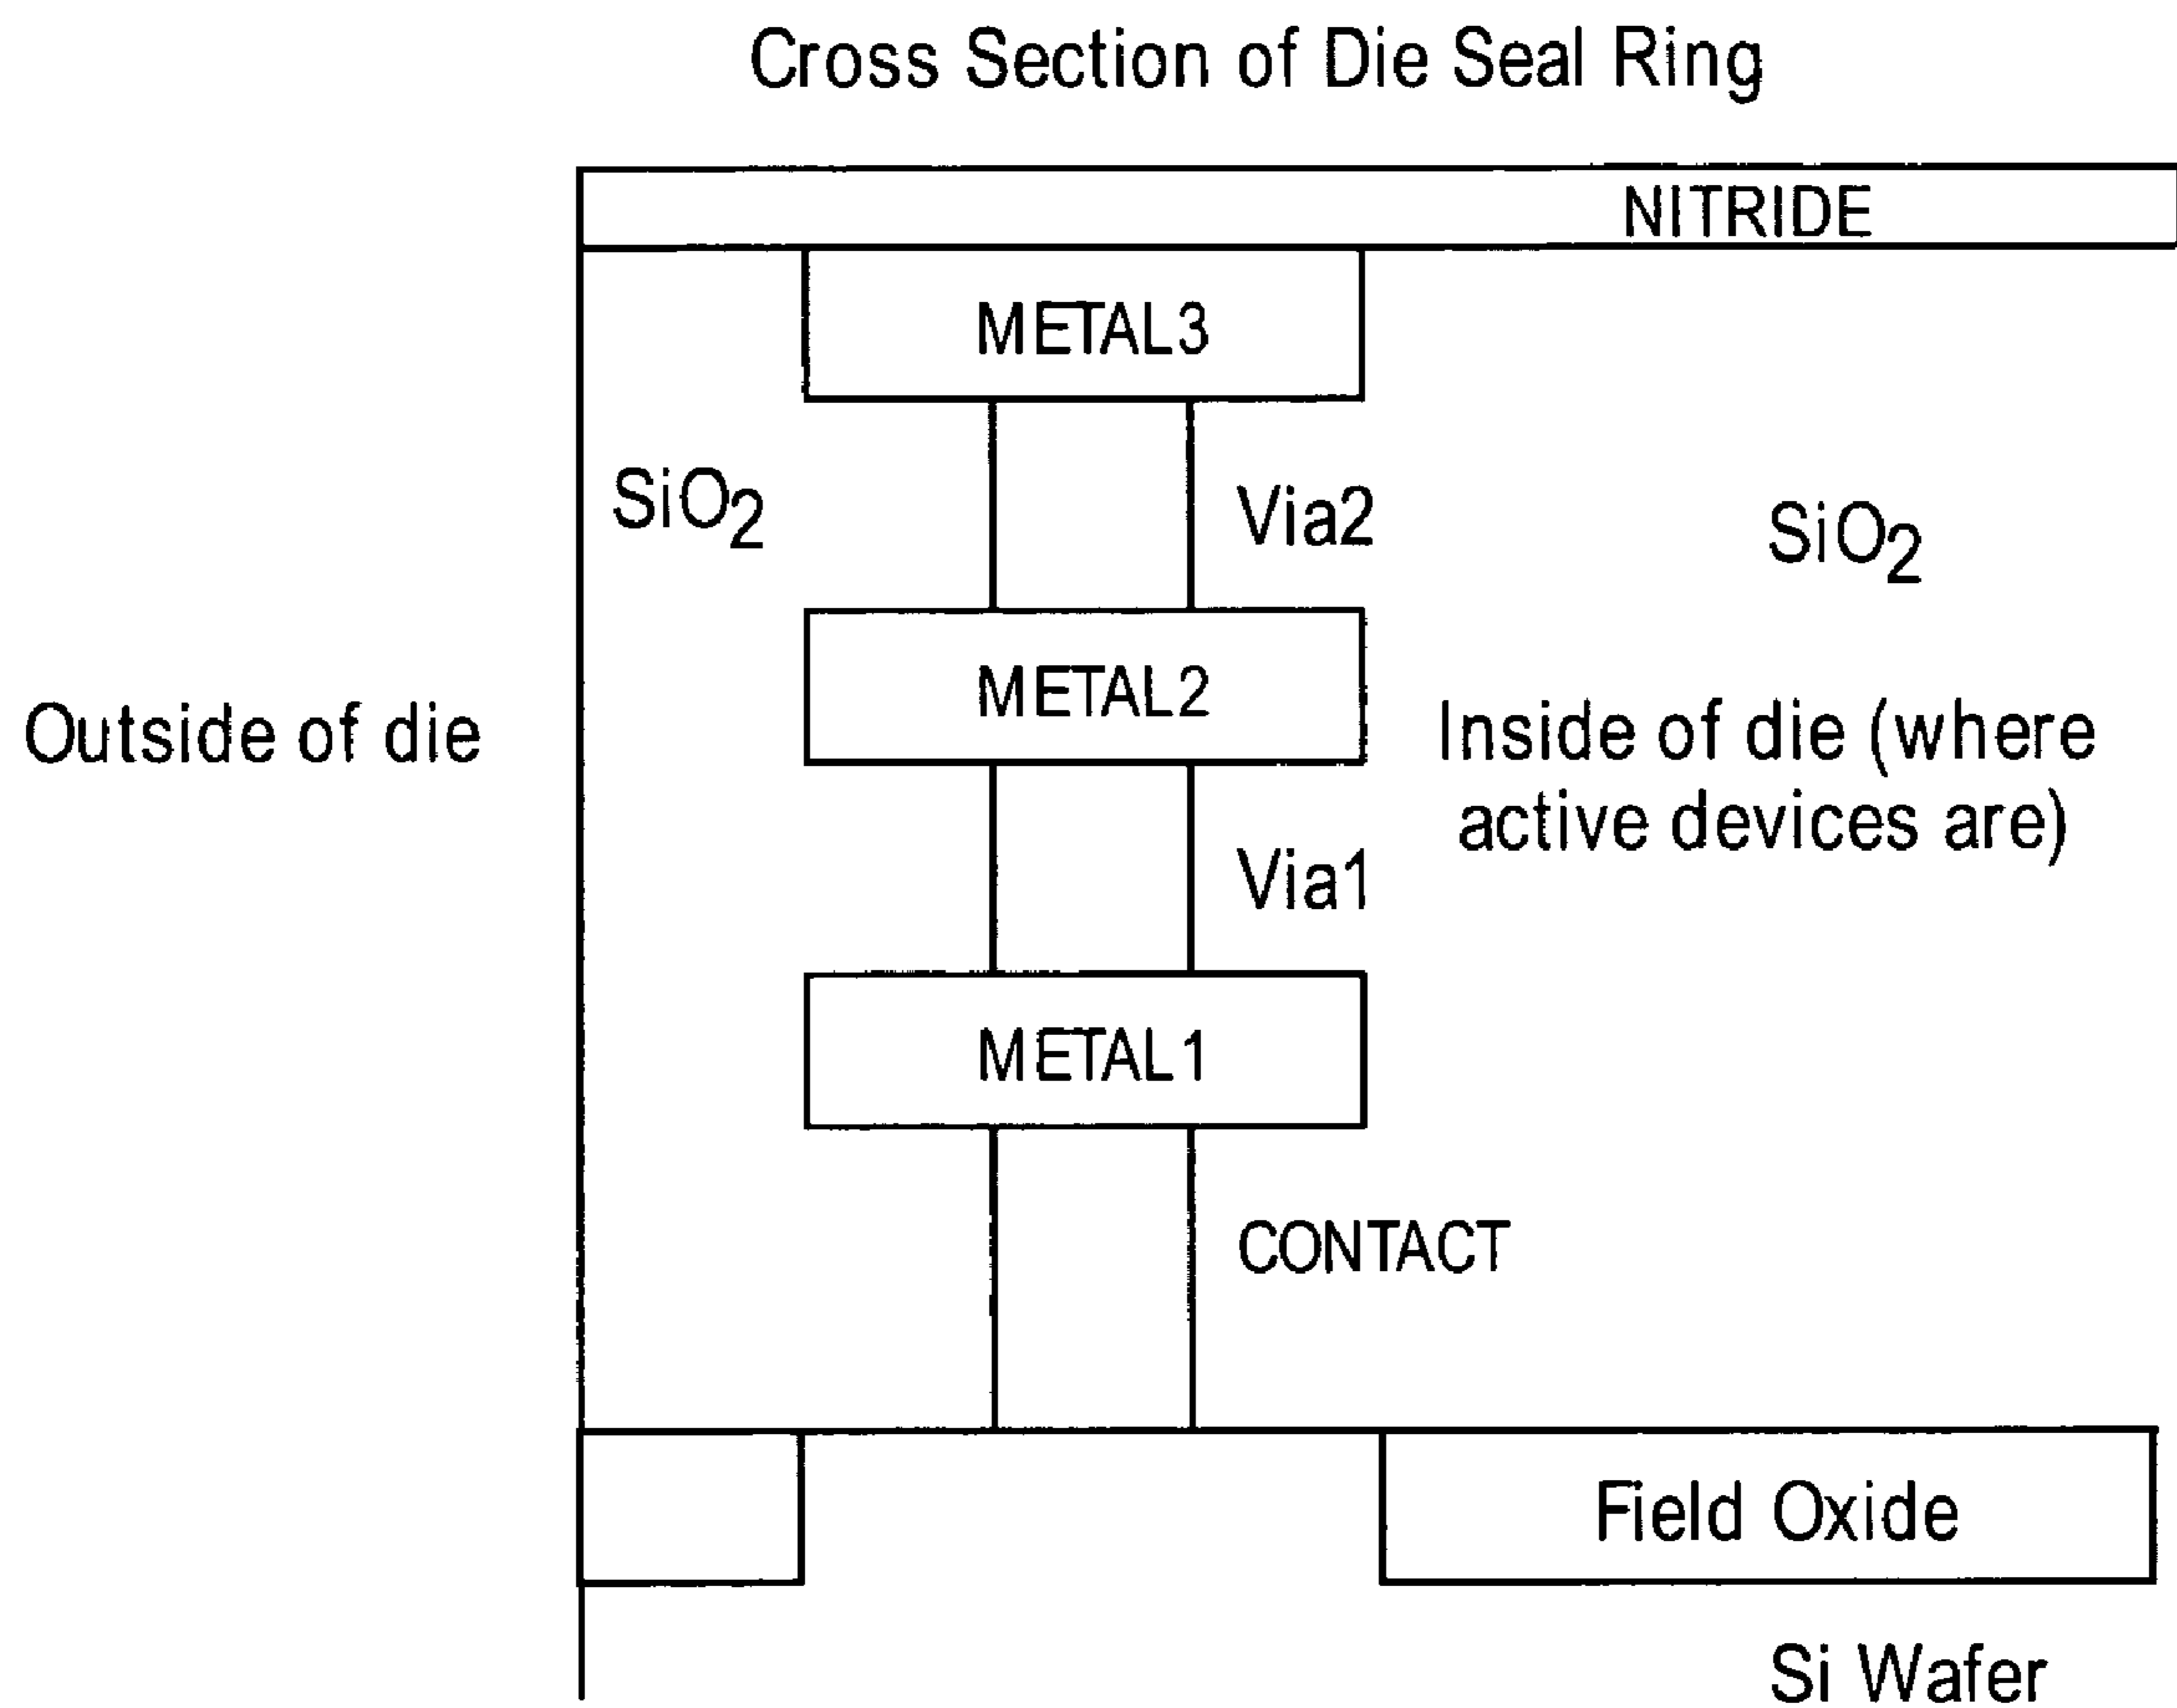 Cross Section of Die Seal Ring
NITRIDE
METAL3
SiO2
Via2
SiO2
METAL2
Outside of die
Inside of die (where
active devices are)
Via1
METAL1
CONTACT
Field Oxide
Si Wafer